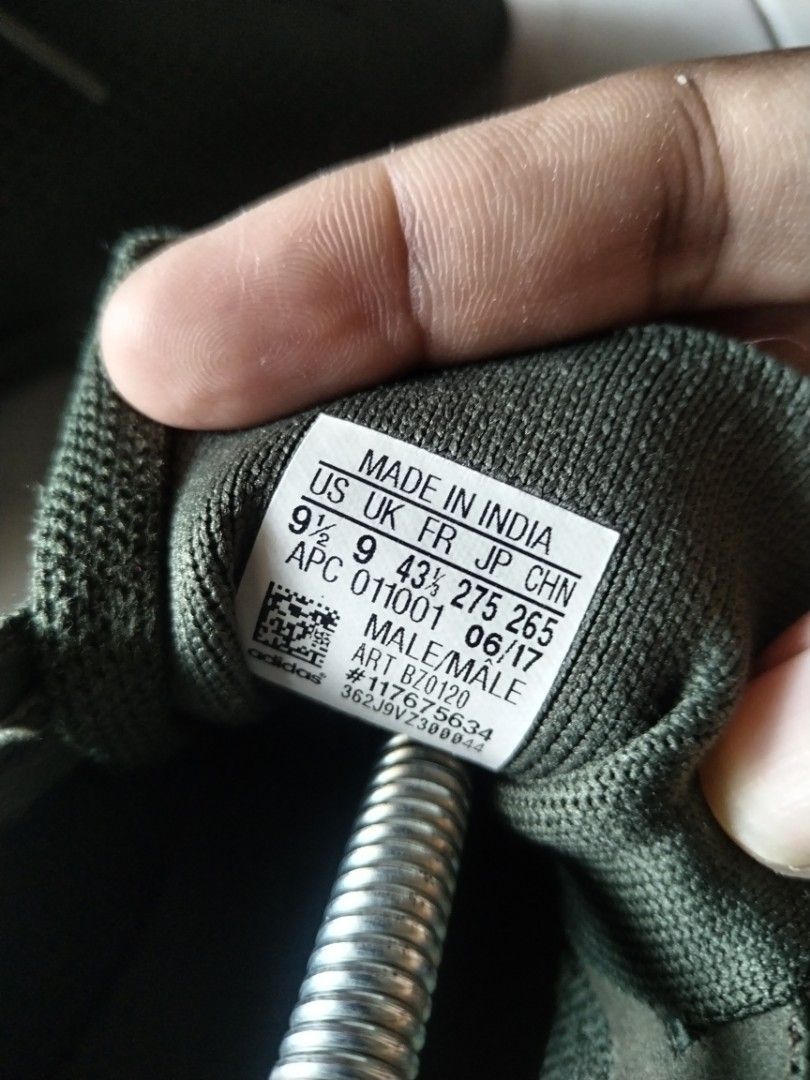 MADE IN INDIA
US UK FR JP CHN
9½ 9 43⅓ 275 265
APC 011001 06/17
MALE/MÂLE
ART BZ0120
#117675634
362J9VZ300044
adidas